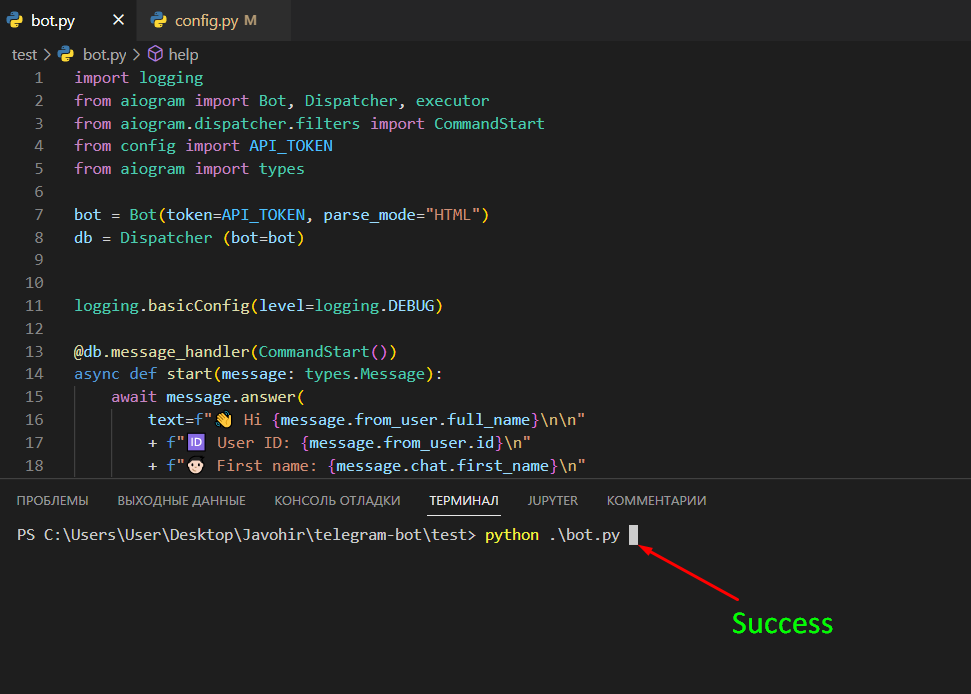 bot.py × config.py M
test > bot.py > help
1 import logging
2 from aiogram import Bot, Dispatcher, executor
3 from aiogram.dispatcher.filters import CommandStart
4 from config import API_TOKEN
5 from aiogram import types
6
7 bot = Bot(token=API_TOKEN, parse_mode="HTML")
8 db = Dispatcher (bot=bot)
9
10
11 logging.basicConfig(level=logging.DEBUG)
12
13 @db.message_handler(CommandStart())
14 async def start(message: types.Message):
15     await message.answer(
16         text=f"👋 Hi {message.from_user.full_name}\n\n"
17         + f"🆔 User ID: {message.from_user.id}\n"
18         + f"👨🏻 First name: {message.chat.first_name}\n"
ПРОБЛЕМЫ ВЫХОДНЫЕ ДАННЫЕ КОНСОЛЬ ОТЛАДКИ ТЕРМИНАЛ JUPYTER КОММЕНТАРИИ
PS C:\Users\User\Desktop\Javohir\telegram-bot\test> python .\bot.py
Success